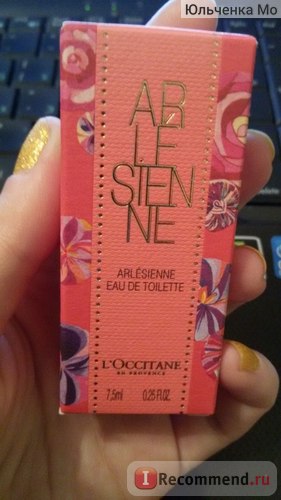 Юльченка Мо
AR
LÉ
SIEN
NE
ARLÉSIENNE
EAU DE TOILETTE
L'OCCITANE
EN PROVENCE
7,5ml 0.25 Fl.OZ.
I Recommend.ru